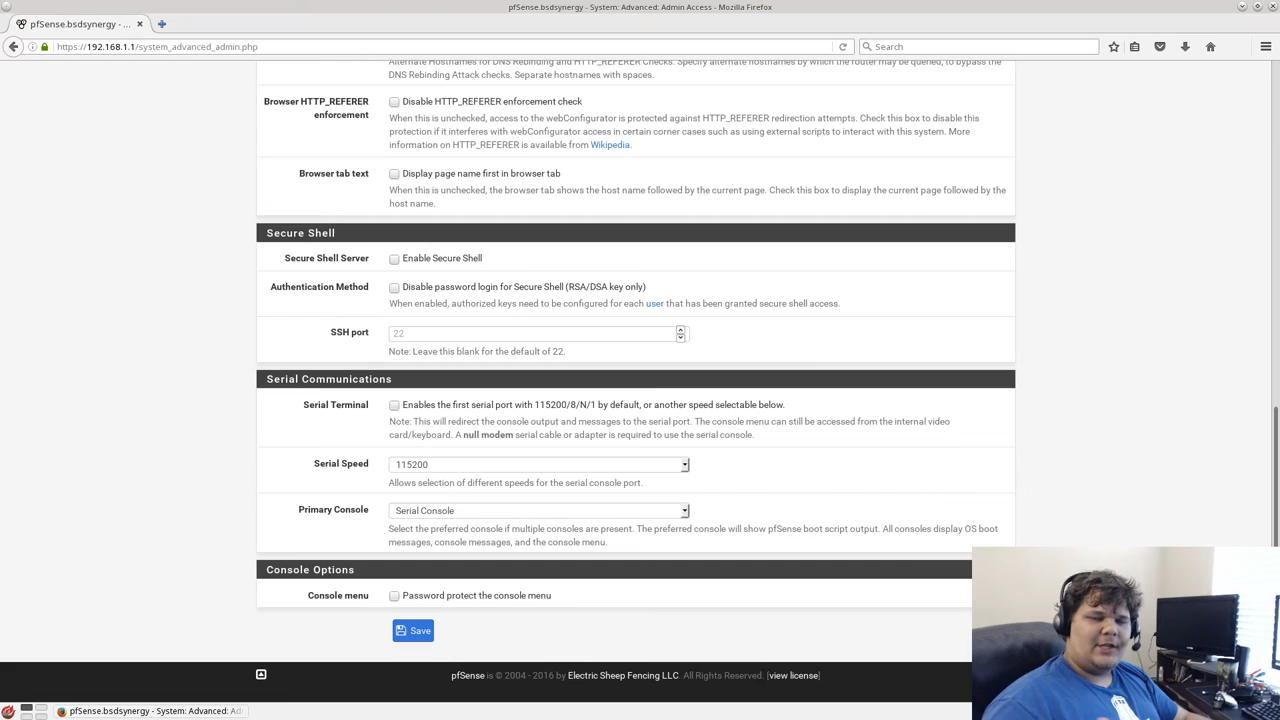 pfSense.bsdsynergy - System: Advanced: Admin Access - Mozilla Firefox
pfSense.bsdsynergy - ...
https://192.168.1.1/system_advanced_admin.php
Search
Alternate Hostnames for DNS Rebinding and HTTP_REFERER Checks. Specify alternate hostnames by which the router may be queried, to bypass the
DNS Rebinding Attack checks. Separate hostnames with spaces.
Browser HTTP_REFERER enforcement
Disable HTTP_REFERER enforcement check
When this is unchecked, access to the webConfigurator is protected against HTTP_REFERER redirection attempts. Check this box to disable this
protection if it interferes with webConfigurator access in certain corner cases such as using external scripts to interact with this system. More
information on HTTP_REFERER is available from Wikipedia.
Browser tab text
Display page name first in browser tab
When this is unchecked, the browser tab shows the host name followed by the current page. Check this box to display the current page followed by the
host name.
Secure Shell
Secure Shell Server
Enable Secure Shell
Authentication Method
Disable password login for Secure Shell (RSA/DSA key only)
When enabled, authorized keys need to be configured for each user that has been granted secure shell access.
SSH port
22
Note: Leave this blank for the default of 22.
Serial Communications
Serial Terminal
Enables the first serial port with 115200/8/N/1 by default, or another speed selectable below.
Note: This will redirect the console output and messages to the serial port. The console menu can still be accessed from the internal video
card/keyboard. A null modem serial cable or adapter is required to use the serial console.
Serial Speed
115200
Allows selection of different speeds for the serial console port.
Primary Console
Serial Console
Select the preferred console if multiple consoles are present. The preferred console will show pfSense boot script output. All consoles display OS boot
messages, console messages, and the console menu.
Console Options
Console menu
Password protect the console menu
Save
pfSense is © 2004 - 2016 by Electric Sheep Fencing LLC. All Rights Reserved. [view license]
pfSense.bsdsynergy - System: Advanced: Adm